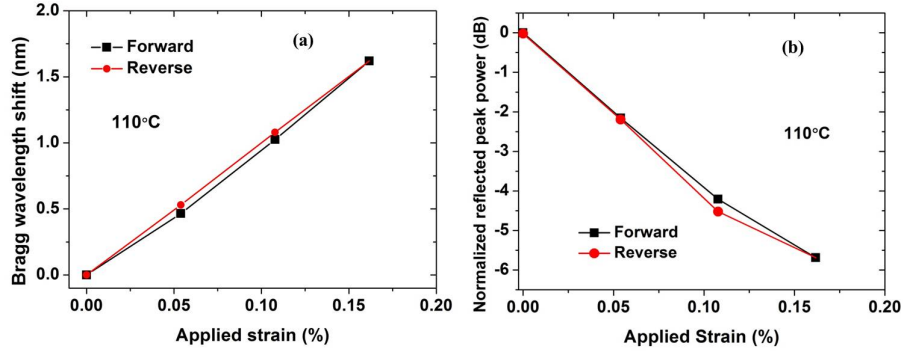 (a)
Forward
Reverse
110°C
Bragg wavelength shift (nm)
2.0
1.5
1.0
0.5
0.0
0.00
0.05
0.10
0.15
0.20
Applied strain (%)
(b)
110°C
Forward
Reverse
Normalized reflected peak power (dB)
0
-1
-2
-3
-4
-5
-6
0.00
0.05
0.10
0.15
0.20
Applied Strain (%)